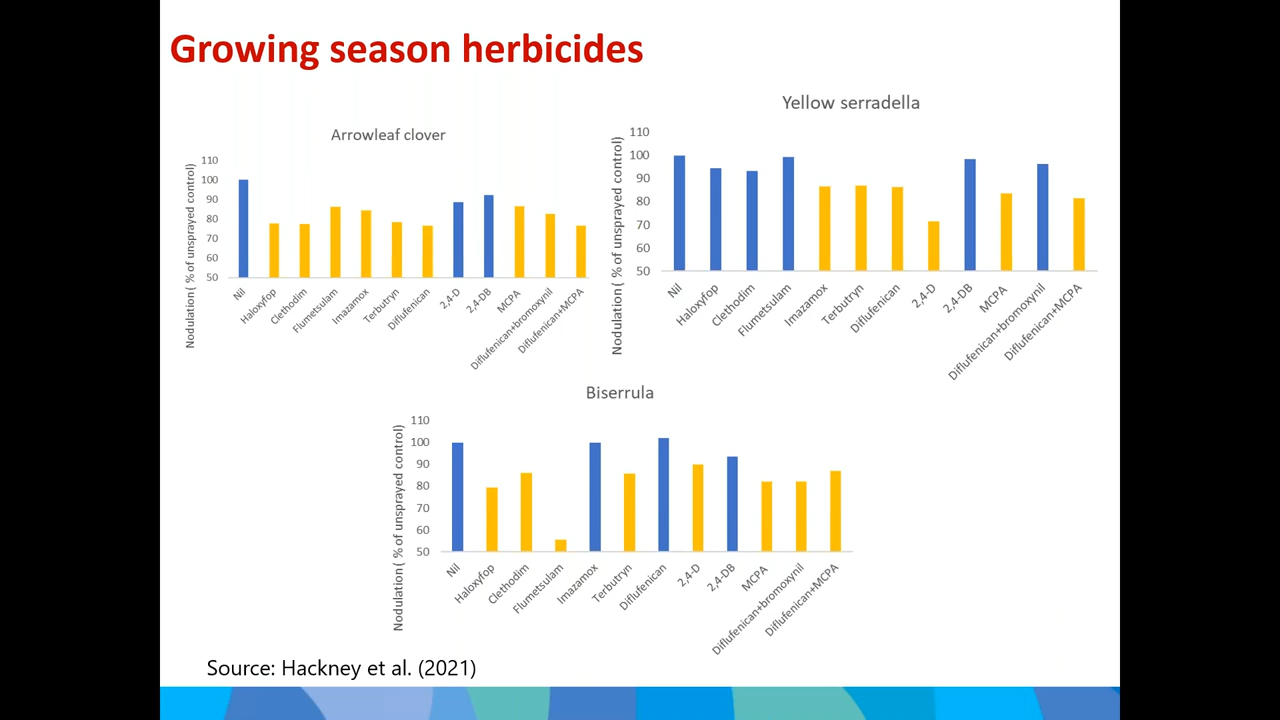 Growing season herbicides
Arrowleaf clover
Nodulation( % of unsprayed control)
110
100
90
80
70
60
50
Nil
Haloxyfop
Clethodim
Flumetsulam
Imazamox
Terbutryn
Diflufenican
2,4-D
2,4-DB
MCPA
Diflufenican+bromoxynil
Diflufenican+MCPA
Yellow serradella
Nodulation( % of unsprayed control)
110
100
90
80
70
60
50
Nil
Haloxyfop
Clethodim
Flumetsulam
Imazamox
Terbutryn
Diflufenican
2,4-D
2,4-DB
MCPA
Diflufenican+bromoxynil
Diflufenican+MCPA
Biserrula
Nodulation( % of unsprayed control)
110
100
90
80
70
60
50
Nil
Haloxyfop
Clethodim
Flumetsulam
Imazamox
Terbutryn
Diflufenican
2,4-D
2,4-DB
MCPA
Diflufenican+bromoxynil
Diflufenican+MCPA
Source: Hackney et al. (2021)